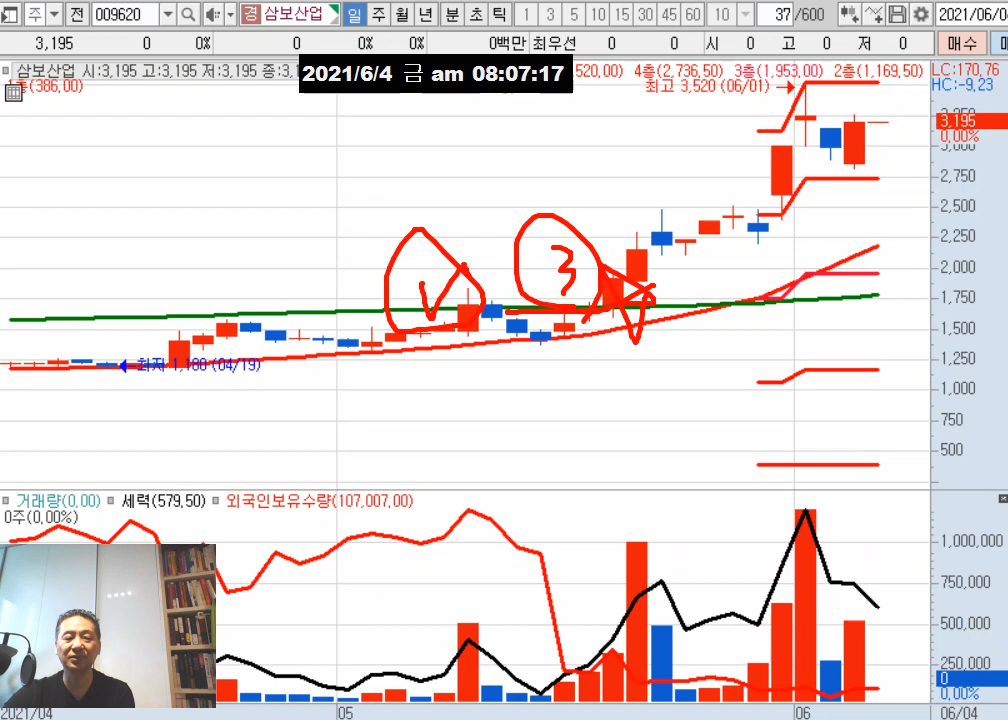 주 전 009620 경 삼보산업 일 주 월 년 분 초 틱 1 3 5 10 15 30 45 60 10 37 /600 2021/06/0
3,195 0 0% 0 0% 0% 0백만 최우선 0 0 시 0 고 0 저 0 매수
삼보산업 시:3,195 고:3,195 저:3,195 종:3,1
2021/6/4 금 am 08:07:17
520,00) 4층(2,736,50) 3층(1,953,00) 2층(1,169,50)
LC:170,76
층(386,00)
최고 3,520 (06/01)
HC:-9,23
3,195
0,00%
3,000
2,750
2,500
2,250
2,000
1,750
1,500
1,250
1,000
750
500
3
최저 1,180 (04/19)
거래량(0,00) 세력(579,50) 외국인보유수량(107,007,00)
0주(0,00%)
1,000,000
750,000
500,000
250,000
0
0,00%
2021/04 05 06 06/04